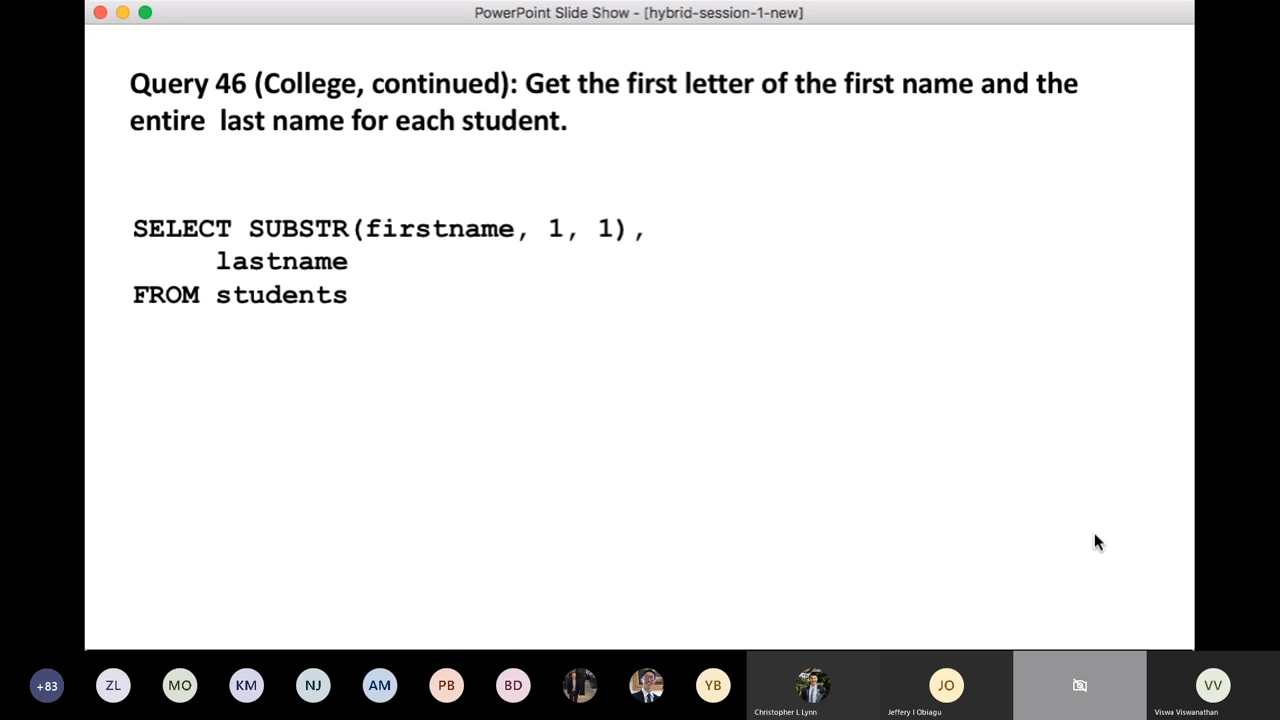 PowerPoint Slide Show - [hybrid-session-1-new]
Query 46 (College, continued): Get the first letter of the first name and the
entire last name for each student.
SELECT SUBSTR(firstname, 1, 1),
lastname
FROM students
+83 ZL MO KM NJ AM PB BD YB JO VV
Christopher L Lynn Jeffery I Obiagu Viswa Viswanathan